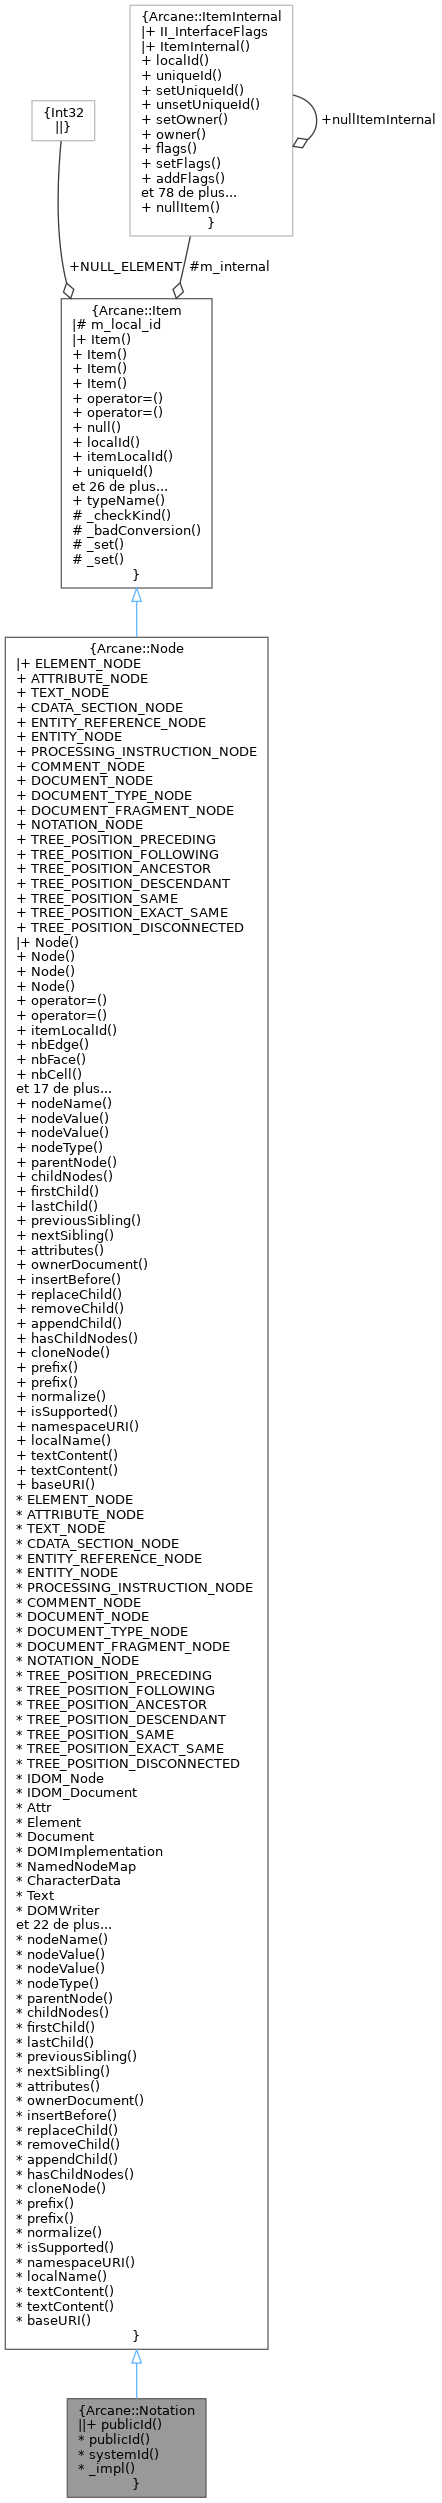 {Arcane::ItemInternal
|+ II_InterfaceFlags
|+ ItemInternal()
+ localId()
+ uniqueId()
+ setUniqueId()
+ unsetUniqueId()
+ setOwner()
+ owner()
+ flags()
+ setFlags()
+ addFlags()
et 78 de plus...
+ nullItem()
}
+nullItemInternal
{Int32
||}
+NULL_ELEMENT
#m_internal
{Arcane::Item
|# m_local_id
|+ Item()
+ Item()
+ Item()
+ Item()
+ operator=()
+ operator=()
+ null()
+ localId()
+ itemLocalId()
+ uniqueId()
et 26 de plus...
+ typeName()
# _checkKind()
# _badConversion()
# _set()
# _set()
}
{Arcane::Node
|+ ELEMENT_NODE
+ ATTRIBUTE_NODE
+ TEXT_NODE
+ CDATA_SECTION_NODE
+ ENTITY_REFERENCE_NODE
+ ENTITY_NODE
+ PROCESSING_INSTRUCTION_NODE
+ COMMENT_NODE
+ DOCUMENT_NODE
+ DOCUMENT_TYPE_NODE
+ DOCUMENT_FRAGMENT_NODE
+ NOTATION_NODE
+ TREE_POSITION_PRECEDING
+ TREE_POSITION_FOLLOWING
+ TREE_POSITION_ANCESTOR
+ TREE_POSITION_DESCENDANT
+ TREE_POSITION_SAME
+ TREE_POSITION_EXACT_SAME
+ TREE_POSITION_DISCONNECTED
|+ Node()
+ Node()
+ Node()
+ Node()
+ operator=()
+ operator=()
+ itemLocalId()
+ nbEdge()
+ nbFace()
+ nbCell()
et 17 de plus...
+ nodeName()
+ nodeValue()
+ nodeValue()
+ nodeType()
+ parentNode()
+ childNodes()
+ firstChild()
+ lastChild()
+ previousSibling()
+ nextSibling()
+ attributes()
+ ownerDocument()
+ insertBefore()
+ replaceChild()
+ removeChild()
+ appendChild()
+ hasChildNodes()
+ cloneNode()
+ prefix()
+ prefix()
+ normalize()
+ isSupported()
+ namespaceURI()
+ localName()
+ textContent()
+ textContent()
+ baseURI()
* ELEMENT_NODE
* ATTRIBUTE_NODE
* TEXT_NODE
* CDATA_SECTION_NODE
* ENTITY_REFERENCE_NODE
* ENTITY_NODE
* PROCESSING_INSTRUCTION_NODE
* COMMENT_NODE
* DOCUMENT_NODE
* DOCUMENT_TYPE_NODE
* DOCUMENT_FRAGMENT_NODE
* NOTATION_NODE
* TREE_POSITION_PRECEDING
* TREE_POSITION_FOLLOWING
* TREE_POSITION_ANCESTOR
* TREE_POSITION_DESCENDANT
* TREE_POSITION_SAME
* TREE_POSITION_EXACT_SAME
* TREE_POSITION_DISCONNECTED
* IDOM_Node
* IDOM_Document
* Attr
* Element
* Document
* DOMImplementation
* NamedNodeMap
* CharacterData
* Text
* DOMWriter
et 22 de plus...
* nodeName()
* nodeValue()
* nodeValue()
* nodeType()
* parentNode()
* childNodes()
* firstChild()
* lastChild()
* previousSibling()
* nextSibling()
* attributes()
* ownerDocument()
* insertBefore()
* replaceChild()
* removeChild()
* appendChild()
* hasChildNodes()
* cloneNode()
* prefix()
* prefix()
* normalize()
* isSupported()
* namespaceURI()
* localName()
* textContent()
* textContent()
* baseURI()
}
{Arcane::Notation
||+ publicId()
* publicId()
* systemId()
* _impl()
}